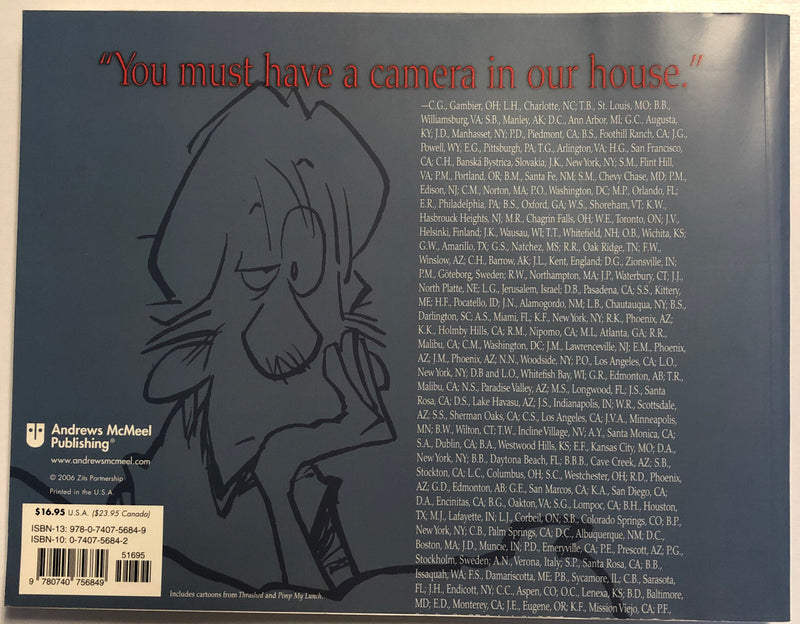 “You must have a camera in our house.”
—C.G., Gambier, OH; L.H., Charlotte, NC; T.B., St. Louis, MO; B.B.,
Williamsburg, VA; S.B., Manley, AK; D.C., Ann Arbor, MI; G.C., Augusta,
KY; J.D., Manhasset, NY; P.D., Piedmont, CA; B.S., Foothill Ranch, CA; J.G.,
Powell, WY; E.G., Pittsburgh, PA; T.G., Arlington, VA; H.G., San Francisco,
CA; C.H., Banská Bystrica, Slovakia; J.K., New York, NY; S.M., Flint Hill,
VA; P.M., Portland, OR; B.M., Santa Fe, NM; S.M., Chevy Chase, MD; P.M.,
Edison, NJ; C.M., Norton, MA; P.O., Washington, DC; M.P., Orlando, FL;
E.R., Philadelphia, PA; B.S., Oxford, GA; W.S., Shoreham, VT; K.W.,
Hasbrouck Heights, NJ; M.R., Chagrin Falls, OH; W.E., Toronto, ON; J.V.,
Helsinki, Finland; J.K., Wausau, WI; T.T., Whitefield, NH; O.B., Wichita, KS;
G.W., Amarillo, TX; G.S., Natchez, MS; R.R., Oak Ridge, TN; F.W.,
Winslow, AZ; C.H., Barrow, AK; J.L., Kent, England; D.G., Zionsville, IN;
P.M., Göteborg, Sweden; R.W., Northampton, MA; J.P., Waterbury, CT; J.J.,
North Platte, NE; L.G., Jerusalem, Israel; D.B., Pasadena, CA; S.S., Kittery,
ME; H.F., Pocatello, ID; J.N., Alamogordo, NM; L.B., Chautauqua, NY; B.S.,
Darlington, SC; A.S., Miami, FL; K.F., New York, NY; R.K., Phoenix, AZ;
K.K., Holmby Hills, CA; R.M., Nipomo, CA; M.L., Atlanta, GA; R.R.,
Malibu, CA; C.M., Washington, DC; J.M., Lawrenceville, NJ; E.M., Phoenix,
AZ; J.M., Phoenix, AZ; N.N., Woodside, NY; P.O., Los Angeles, CA; L.O.,
New York, NY; D.B and L.O., Whitefish Bay, WI; G.R., Edmonton, AB; T.R.,
Malibu, CA; N.S., Paradise Valley, AZ; M.S., Longwood, FL; J.S., Santa
Rosa, CA; D.S., Lake Havasu, AZ; J.S., Indianapolis, IN; W.R., Scottsdale,
AZ; S.S., Sherman Oaks, CA; C.S., Los Angeles, CA; J.V.A., Minneapolis,
MN; B.W., Wilton, CT; T.W., Incline Village, NV; A.Y., Santa Monica, CA;
S.A., Dublin, CA; B.A., Westwood Hills, KS; E.F., Kansas City, MO; D.A.,
New York, NY; B.B., Daytona Beach, FL; B.B.B., Cave Creek, AZ; S.B.,
Stockton, CA; L.C., Columbus, OH; S.C., Westchester, OH; R.D., Phoenix,
AZ; G.D., Edmonton, AB; G.E., San Marcos, CA; K.A., San Diego, CA;
D.A., Encinitas, CA; B.G., Oakton, VA; S.G., Lompoc, CA; B.H., Houston,
TX; M.J., Lafayette, IN; L.J., Corbeil, ON; S.B., Colorado Springs, CO; B.P.,
New York, NY; C.B., Palm Springs, CA; D.C., Albuquerque, NM; D.C.,
Boston, MA; J.D., Muncie, IN; P.D., Emeryville, CA; P.E., Prescott, AZ; P.G.,
Stockholm, Sweden; A.N., Verona, Italy; S.P., Santa Rosa, CA; B.B.,
Issaquah, WA; F.S., Damariscotta, ME; P.B., Sycamore, IL; C.B., Sarasota,
FL; J.H., Endicott, NY; C.C., Aspen, CO; O.C., Lenexa, KS; B.D., Baltimore,
MD; E.D., Monterey, CA; J.E., Eugene, OR; K.F., Mission Viejo, CA; P.F.,
Andrews McMeel
Publishing®
www.andrewsmcmeel.com
© 2006 Zits Partnership
Printed in the U.S.A.
$16.95 U.S.A. ($23.95 Canada)
ISBN-13: 978-0-7407-5684-9
ISBN-10: 0-7407-5684-2
51695
9 780740 756849
Includes cartoons from Thrashed and Pimp My Lunch.